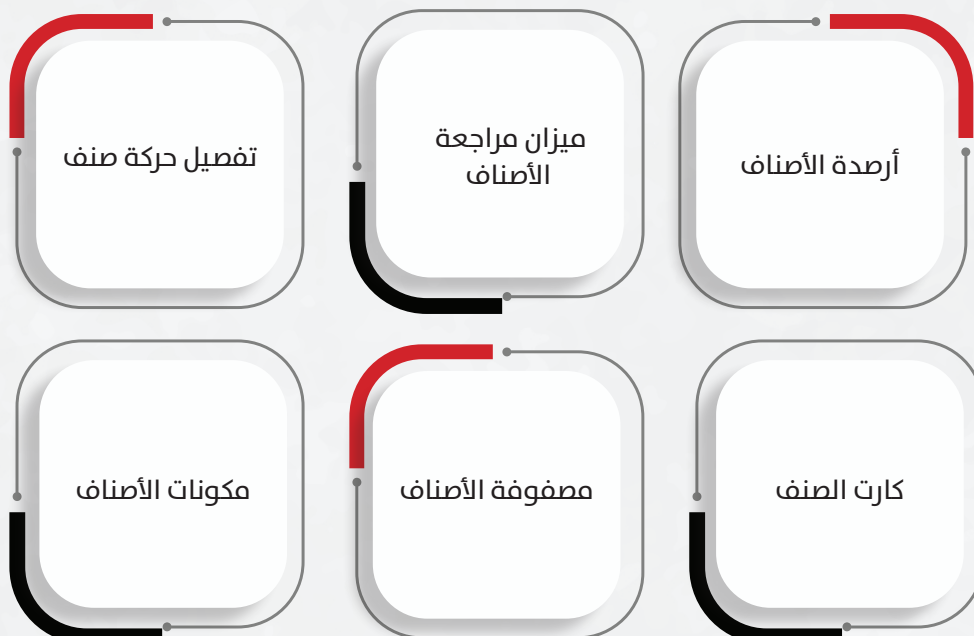 أرصدة الأصناف
ميزان مراجعة
الأصناف
تفصيل حركة صنف
كارت الصنف
مصفوفة الأصناف
مكونات الأصناف